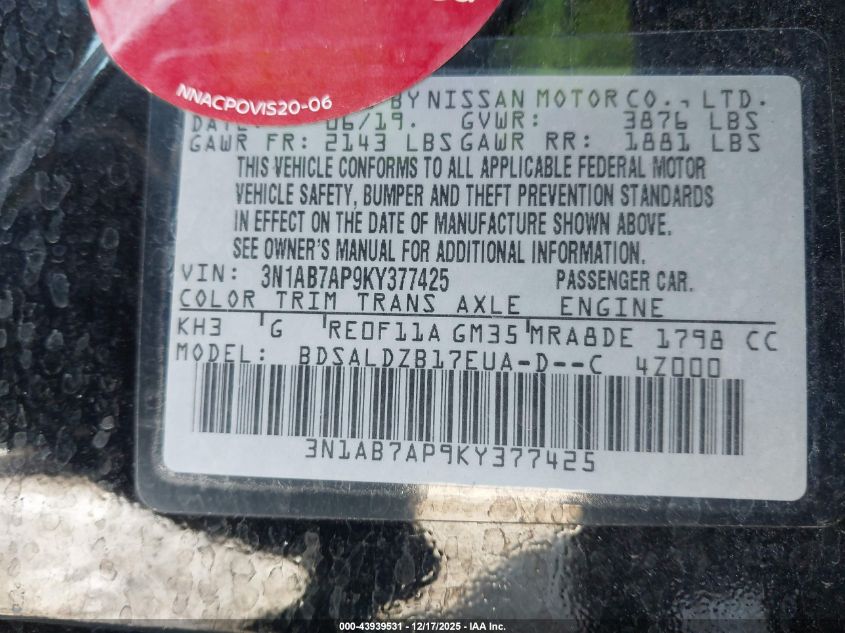 NNACPOVIS20-06
BY NISSAN MOTOR CO., LTD.
DATE: 06/19. GVWR: 3876 LBS
GAWR FR: 2143 LBS GAWR RR: 1881 LBS
THIS VEHICLE CONFORMS TO ALL APPLICABLE FEDERAL MOTOR
VEHICLE SAFETY, BUMPER AND THEFT PREVENTION STANDARDS
IN EFFECT ON THE DATE OF MANUFACTURE SHOWN ABOVE.
SEE OWNER'S MANUAL FOR ADDITIONAL INFORMATION.
VIN: 3N1AB7AP9KY377425 PASSENGER CAR.
COLOR TRIM TRANS AXLE ENGINE
KH3 G RE0F11A GM35 MRA8DE 1798 CC
MODEL: BDSALDZB17EUA-D--C 4Z000
3N1AB7AP9KY377425
000-43939531 - 12/17/2025 - IAA Inc.